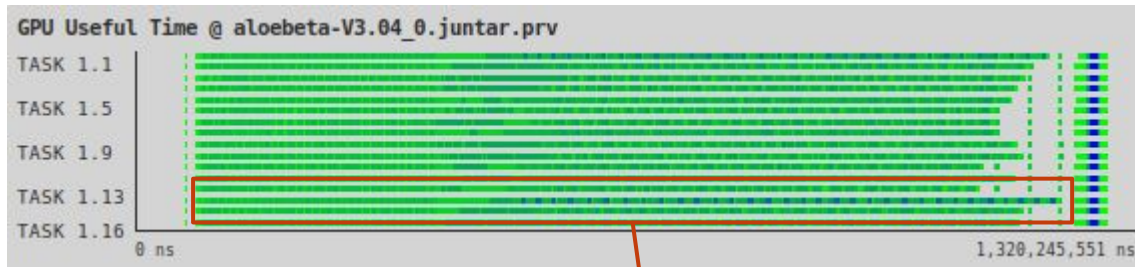 GPU Useful Time @ aloebeta-V3.04_0.juntar.prv
TASK 1.1
TASK 1.5
TASK 1.9
TASK 1.13
TASK 1.16
0 ns
1,320,245,551 ns